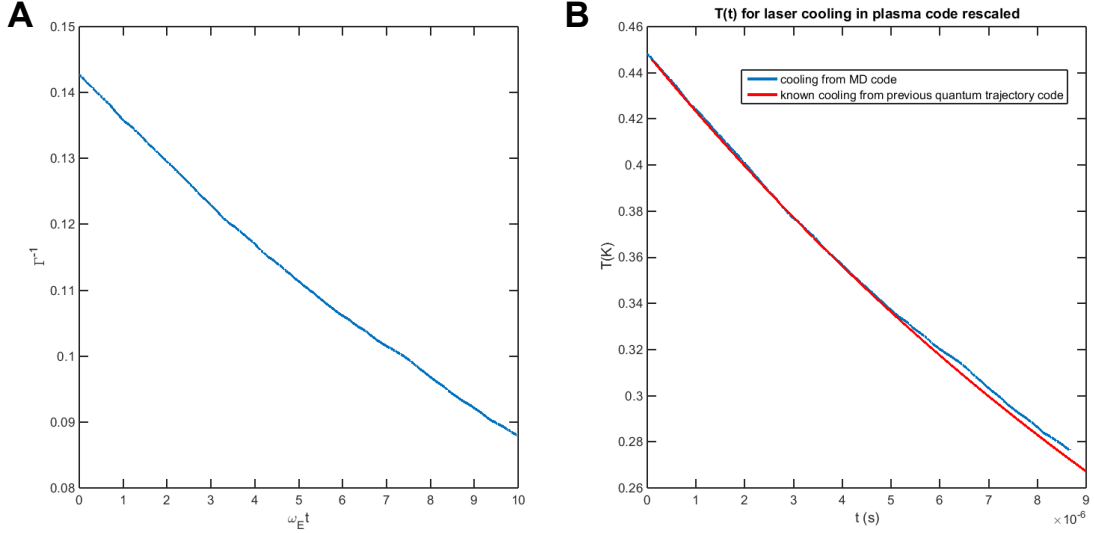 A
0.15
0.14
0.13
0.12
0.11
0.1
0.09
0.08
Γ⁻¹
0 1 2 3 4 5 6 7 8 9 10
ω_E t
B
T(t) for laser cooling in plasma code rescaled
0.46
0.44
0.42
0.4
0.38
0.36
0.34
0.32
0.3
0.28
0.26
T(K)
cooling from MD code
known cooling from previous quantum trajectory code
0 1 2 3 4 5 6 7 8 9
t (s)
×10⁻⁶